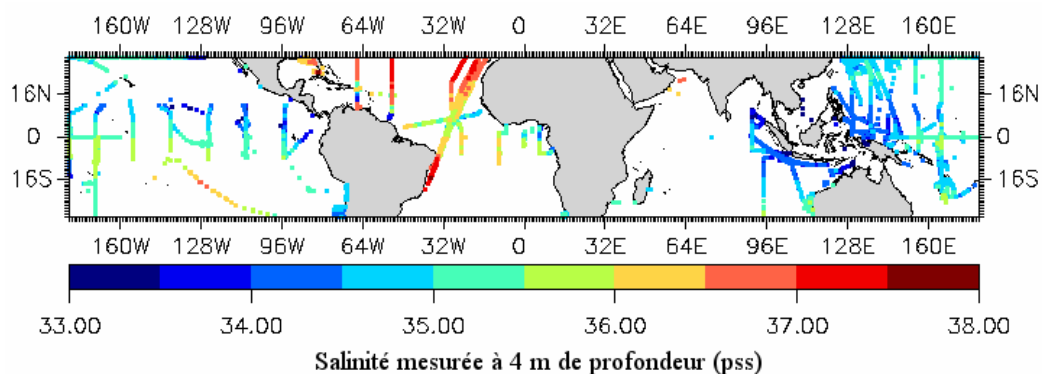 160W 128W 96W 64W 32W 0 32E 64E 96E 128E 160E
16N 16N
0 0
16S 16S
160W 128W 96W 64W 32W 0 32E 64E 96E 128E 160E
33.00 34.00 35.00 36.00 37.00 38.00
Salinité mesurée à 4 m de profondeur (pss)